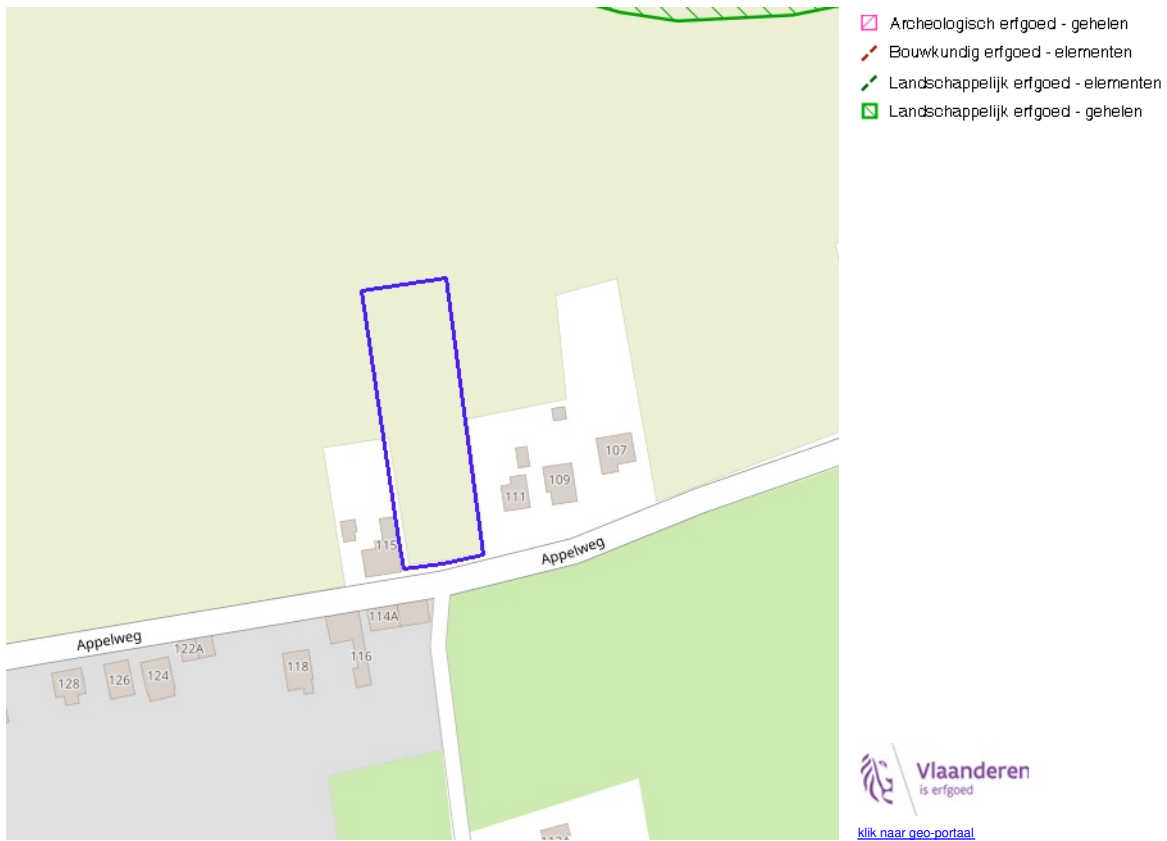 Archeologisch erfgoed - gehelen
Bouwkundig erfgoed - elementen
Landschappelijk erfgoed - elementen
Landschappelijk erfgoed - gehelen
107
109
111
115
Appelweg
114A
Appelweg
122A
116
118
124
126
128
Vlaanderen
is erfgoed
klik naar geo-portaal